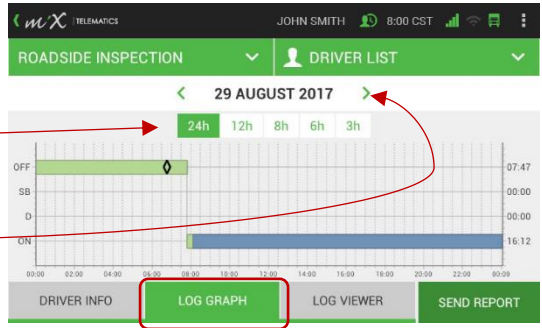 miX TELEMATICS JOHN SMITH 8:00 CST
ROADSIDE INSPECTION DRIVER LIST
29 AUGUST 2017
24h 12h 8h 6h 3h
OFF 07:47
SB 00:00
D 00:00
ON 16:12
00:00 02:00 04:00 06:00 08:00 10:00 12:00 14:00 16:00 18:00 20:00 22:00 00:00
DRIVER INFO LOG GRAPH LOG VIEWER SEND REPORT